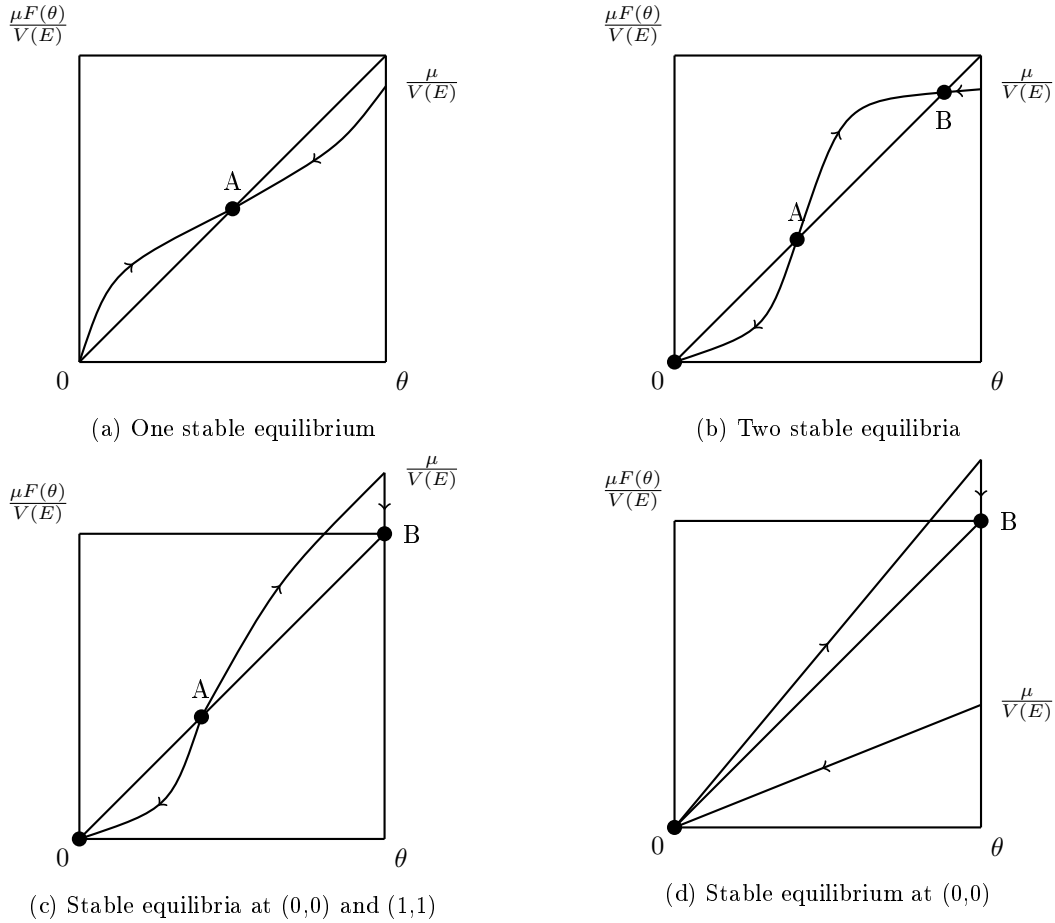 μF(θ)/V(E)
μ/V(E)
A
0
θ
(a) One stable equilibrium
μF(θ)/V(E)
μ/V(E)
B
A
0
θ
(b) Two stable equilibria
μF(θ)/V(E)
μ/V(E)
B
A
0
θ
(c) Stable equilibria at (0,0) and (1,1)
μF(θ)/V(E)
B
μ/V(E)
0
θ
(d) Stable equilibrium at (0,0)